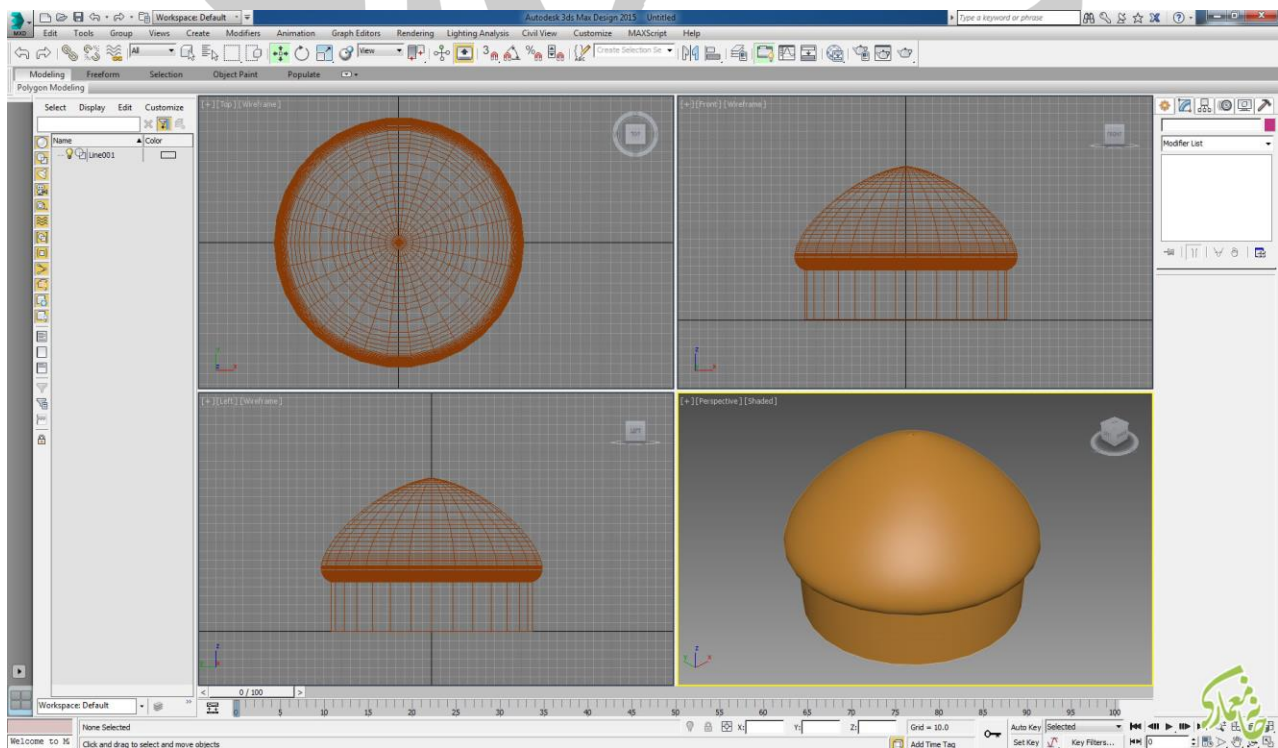 Workspace: Default
Autodesk 3ds Max Design 2015 Untitled
Type a keyword or phrase
MAX
Edit Tools Group Views Create Modifiers Animation Graph Editors Rendering Lighting Analysis Civil View Customize MAXScript Help
All
View
Create Selection Se
Modeling Freeform Selection Object Paint Populate
Polygon Modeling
Select Display Edit Customize
Name Color
Line001
[+][Top][Wireframe]
TOP
[+][Front][Wireframe]
FRONT
Modifier List
[+][Left][Wireframe]
LEFT
[+][Perspective][Shaded]
0 / 100
Workspace: Default
0 5 10 15 20 25 30 35 40 45 50 55 60 65 70 75 80 85 90 95 100
None Selected
X: Y: Z: Grid = 10.0
Auto Key Selected
Welcome to M
Click and drag to select and move objects
Add Time Tag
Set Key Key Filters...
0